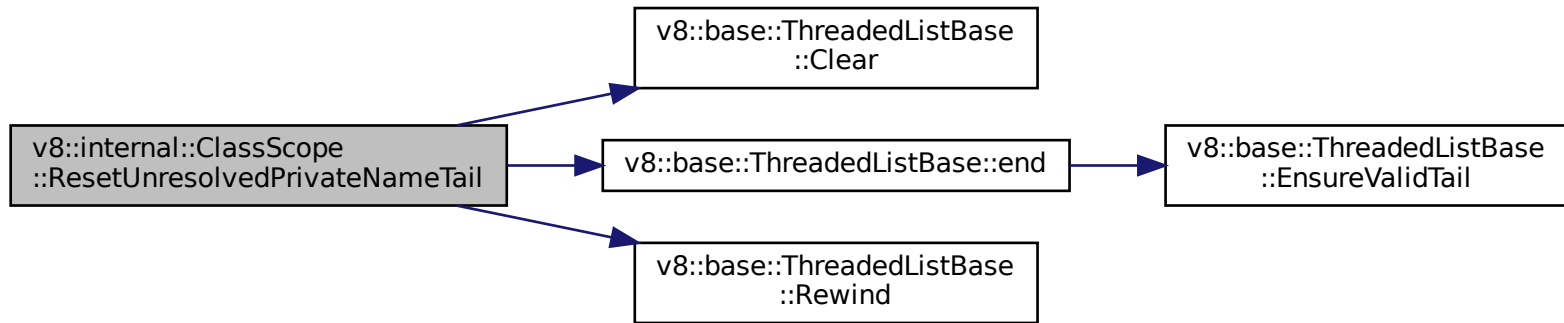 v8::internal::ClassScope
::ResetUnresolvedPrivateNameTail
v8::base::ThreadedListBase
::Clear
v8::base::ThreadedListBase::end
v8::base::ThreadedListBase
::EnsureValidTail
v8::base::ThreadedListBase
::Rewind